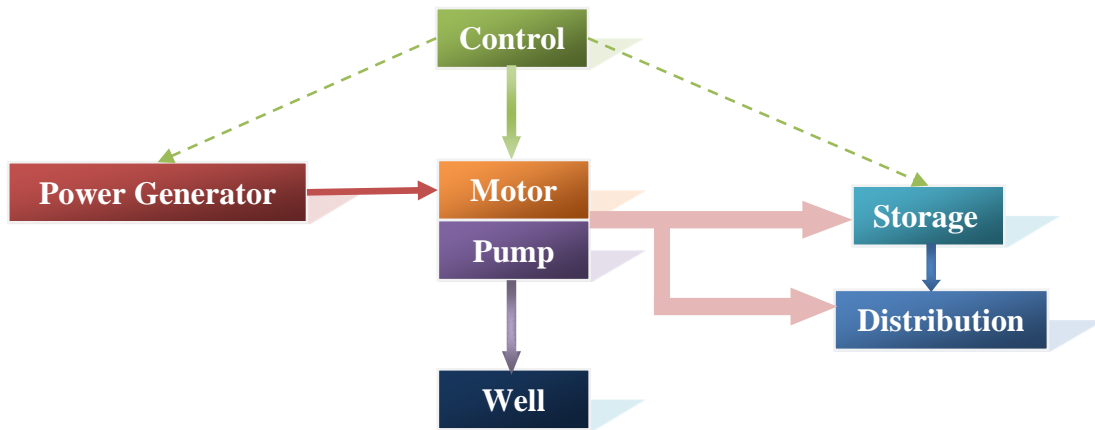 Control
Power Generator
Motor
Storage
Pump
Distribution
Well